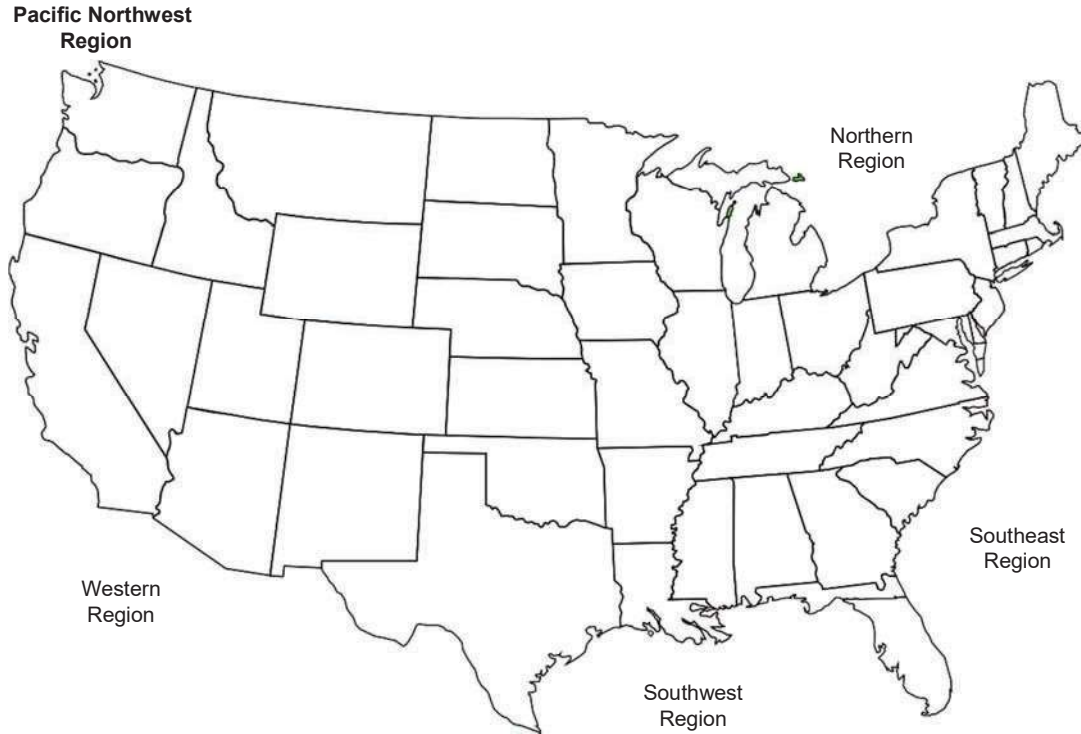 Pacific Northwest
Region
Northern
Region
Southeast
Region
Western
Region
Southwest
Region